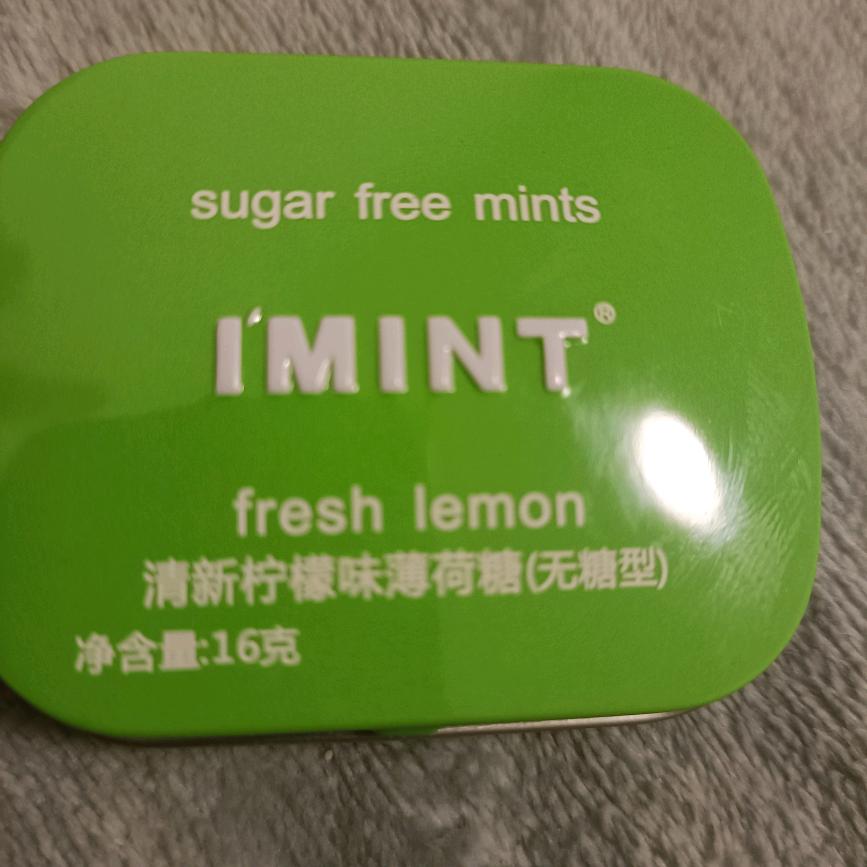 sugar free mints
I'MINT®
fresh lemon
清新柠檬味薄荷糖(无糖型)
净含量:16克